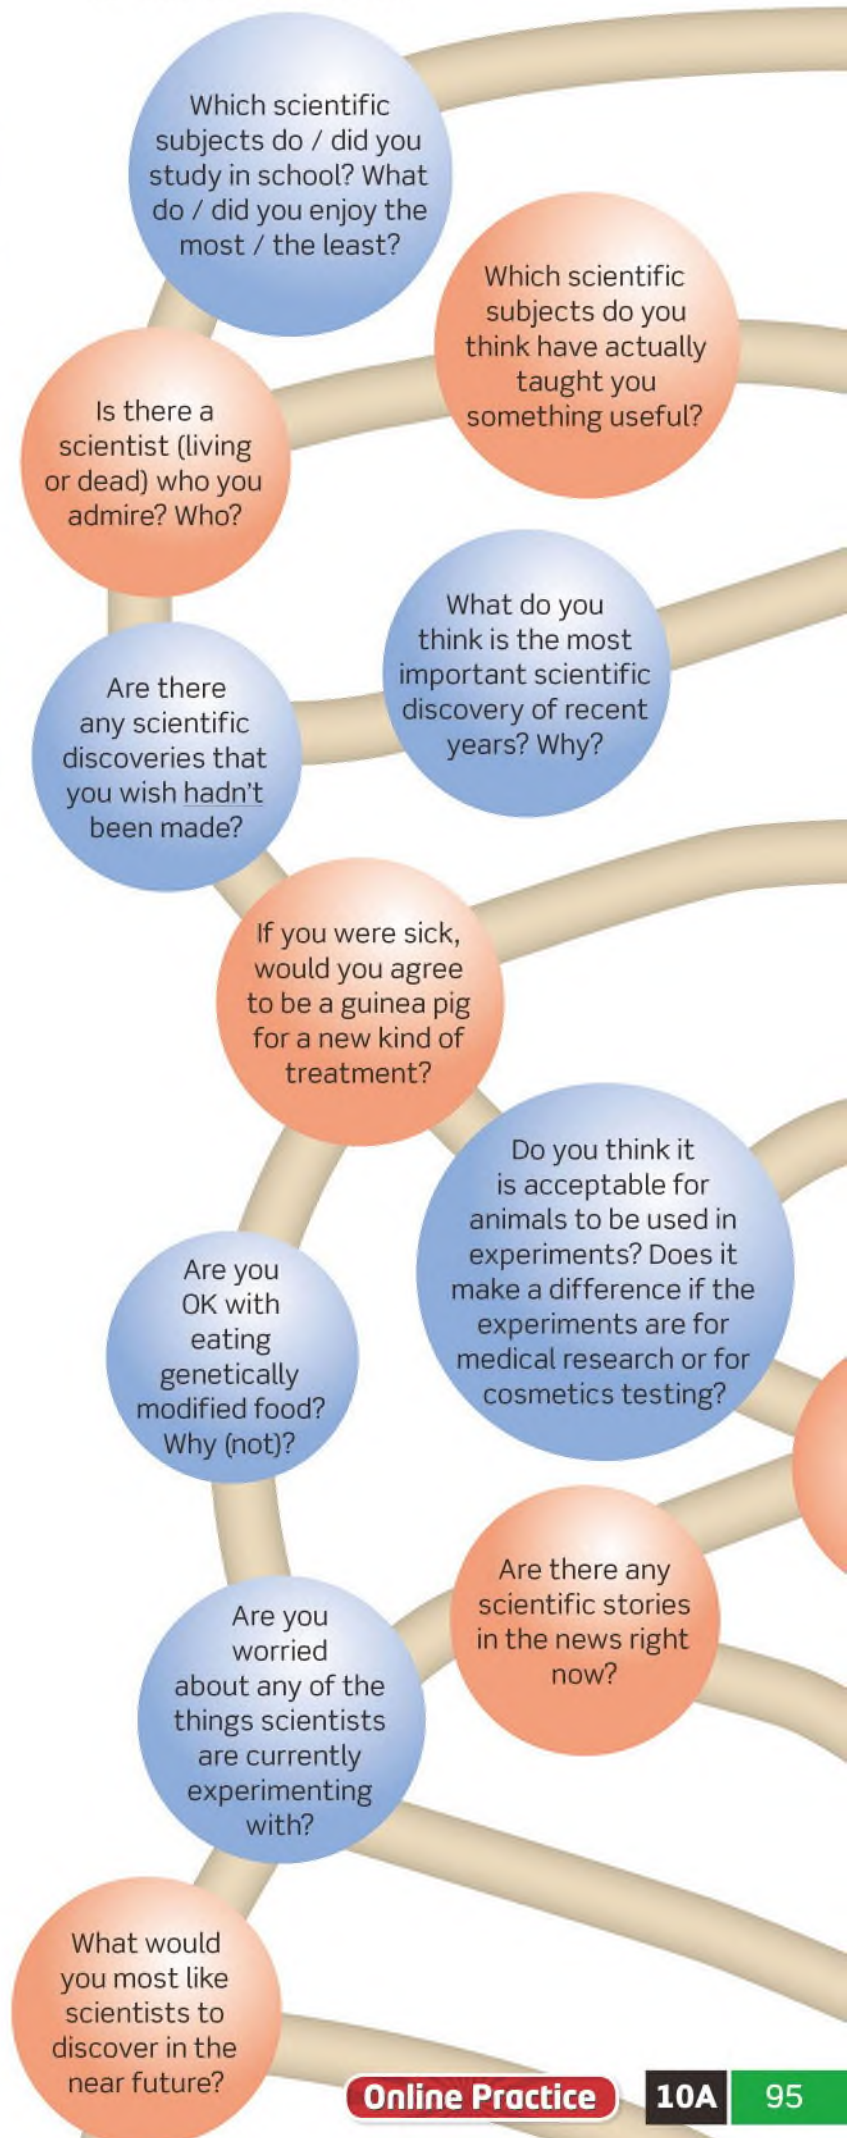 Which scientific
subjects do / did you
study in school? What
do / did you enjoy the
most / the least?
Which scientific
subjects do you
think have actually
taught you
something useful?
Is there a
scientist (living
or dead) who you
admire? Who?
What do you
think is the most
important scientific
discovery of recent
years? Why?
Are there
any scientific
discoveries that
you wish hadn't
been made?
If you were sick,
would you agree
to be a guinea pig
for a new kind of
treatment?
Do you think it
is acceptable for
animals to be used in
experiments? Does it
make a difference if the
experiments are for
medical research or for
cosmetics testing?
Are you
OK with
eating
genetically
modified food?
Why (not)?
Are there any
scientific stories
in the news right
now?
Are you
worried
about any of the
things scientists
are currently
experimenting
with?
What would
you most like
scientists to
discover in the
near future?
Online Practice
10A
95